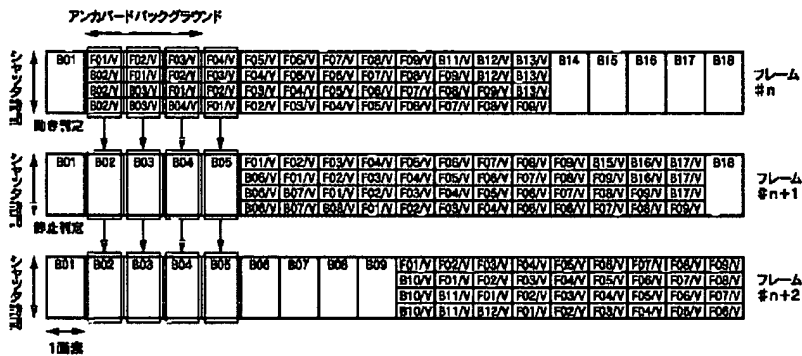 アンカバードバックグラウンド
シャッタ時間
B01 F01/V F02/V F03/V F04/V F05/V F06/V F07/V F08/V F09/V B11/V B12/V B13/V B14 B15 B16 B17 B18
B02/V F01/V F02/V F03/V F04/V F05/V F06/V F07/V F08/V F09/V B12/V B13/V
B02/V B03/V F01/V F02/V F03/V F04/V F05/V F06/V F07/V F08/V F09/V B13/V
B02/V B03/V B04/V F01/V F02/V F03/V F04/V F05/V F06/V F07/V F08/V F09/V
フレーム
#n
動き判定
シャッタ時間
B01 B02 B03 B04 B05 F01/V F02/V F03/V F04/V F05/V F06/V F07/V F08/V F09/V B15/V B16/V B17/V B18
B06/V F01/V F02/V F03/V F04/V F05/V F06/V F07/V F08/V F09/V B16/V B17/V
B06/V B07/V F01/V F02/V F03/V F04/V F05/V F06/V F07/V F08/V F09/V B17/V
B06/V B07/V B08/V F01/V F02/V F03/V F04/V F05/V F06/V F07/V F08/V F09/V
フレーム
#n+1
静止判定
シャッタ時間
B01 B02 B03 B04 B05 B06 B07 B08 B09 F01/V F02/V F03/V F04/V F05/V F06/V F07/V F08/V F09/V
B10/V F01/V F02/V F03/V F04/V F05/V F06/V F07/V F08/V
B10/V B11/V F01/V F02/V F03/V F04/V F05/V F06/V F07/V
B10/V B11/V B12/V F01/V F02/V F03/V F04/V F05/V F06/V
フレーム
#n+2
1画素